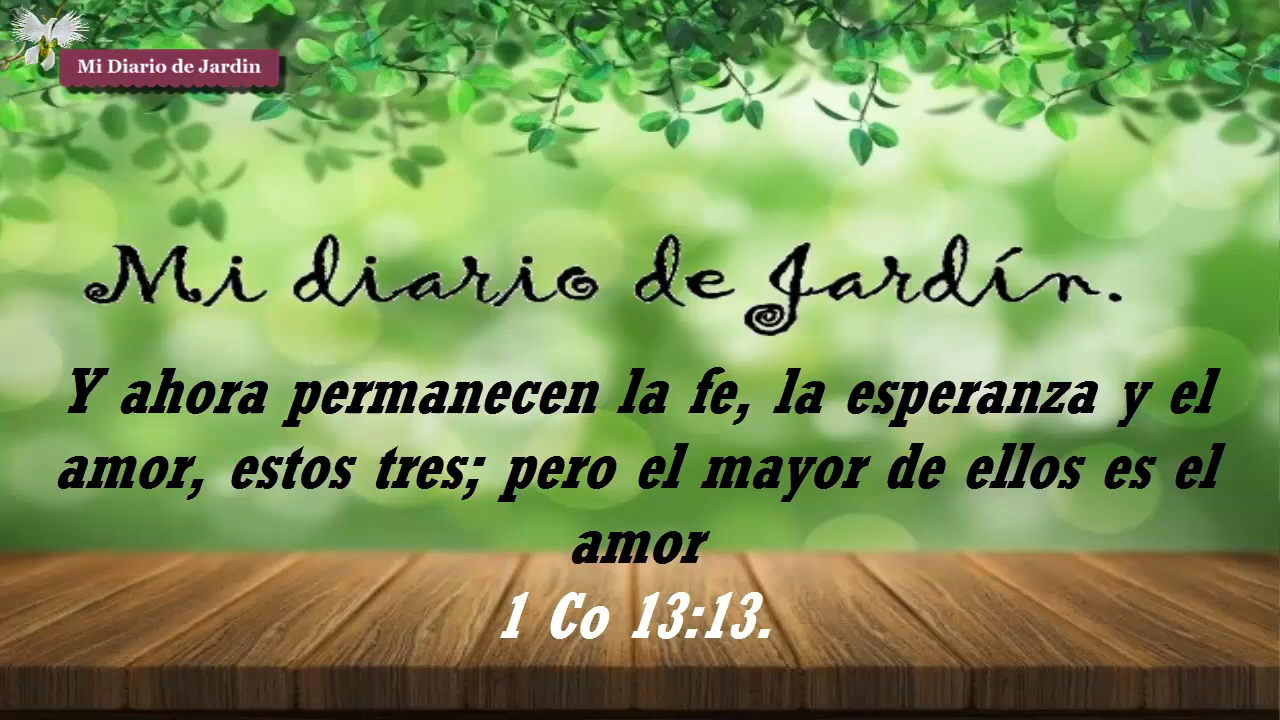 Mi Diario de Jardin
Mi diario de Jardín.
Y ahora permanecen la fe, la esperanza y el
amor, estos tres; pero el mayor de ellos es el
amor
1 Co 13:13.